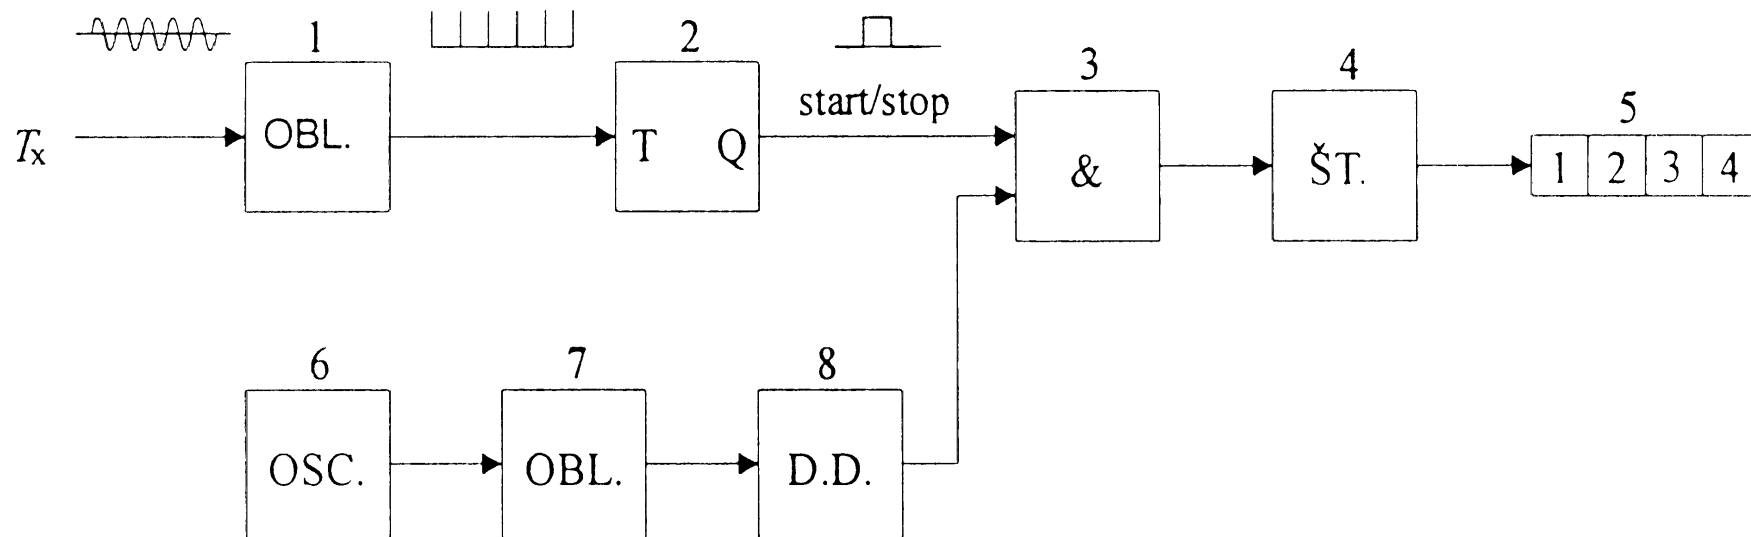 1
2
3
4
5
Tx
OBL.
T Q
start/stop
&
ŠT.
1 2 3 4
6
7
8
OSC.
OBL.
D.D.